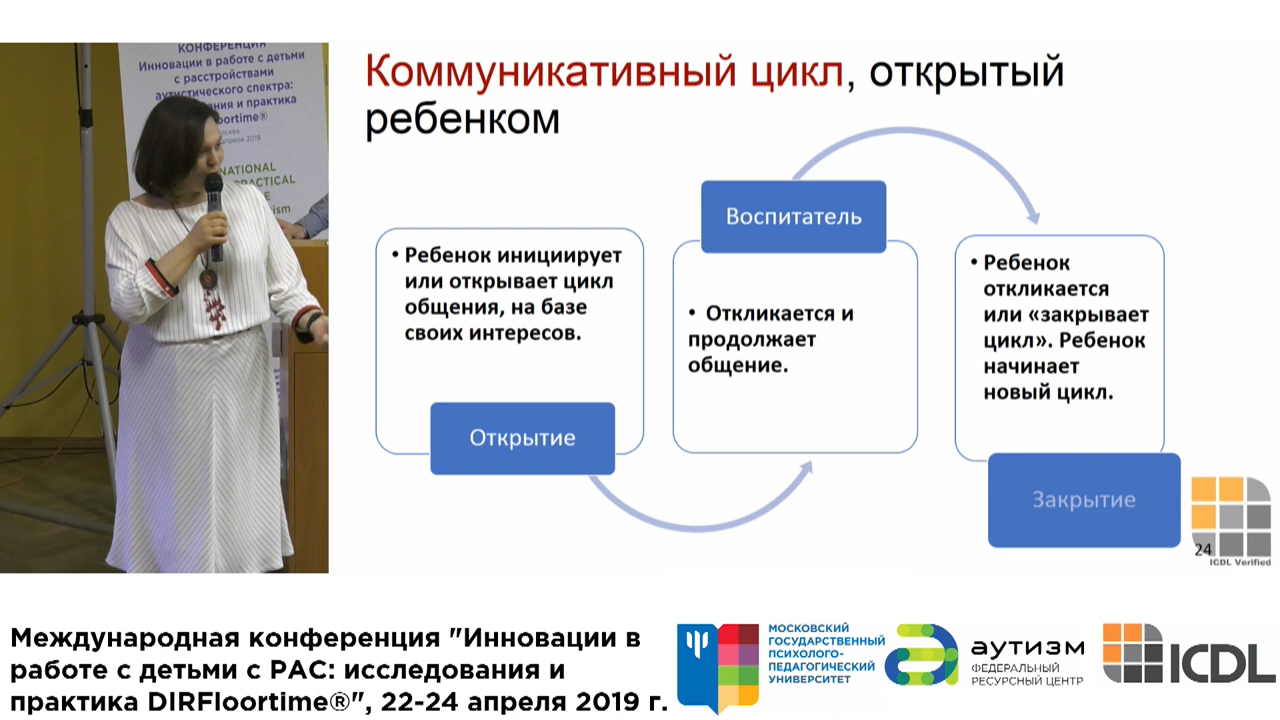 КОНФЕРЕНЦИЯ
Инновации в работе с детьми
с расстройствами
аутистического спектра:
и практика
2019
PRACTICAL
Коммуникативный цикл, открытый
ребенком
• Ребенок инициирует
или открывает цикл
общения, на базе
своих интересов.
Открытие
Воспитатель
• Откликается и
продолжает
общение.
• Ребенок
откликается
или «закрывает
цикл». Ребенок
начинает
новый цикл.
Закрытие
24
ICDL Verified
Международная конференция "Инновации в
работе с детьми с РАС: исследования и
практика DIRFloortime®", 22-24 апреля 2019 г.
МОСКОВСКИЙ
ГОСУДАРСТВЕННЫЙ
ПСИХОЛОГО-
ПЕДАГОГИЧЕСКИЙ
УНИВЕРСИТЕТ
аутизм
ФЕДЕРАЛЬНЫЙ
РЕСУРСНЫЙ ЦЕНТР
ICDL